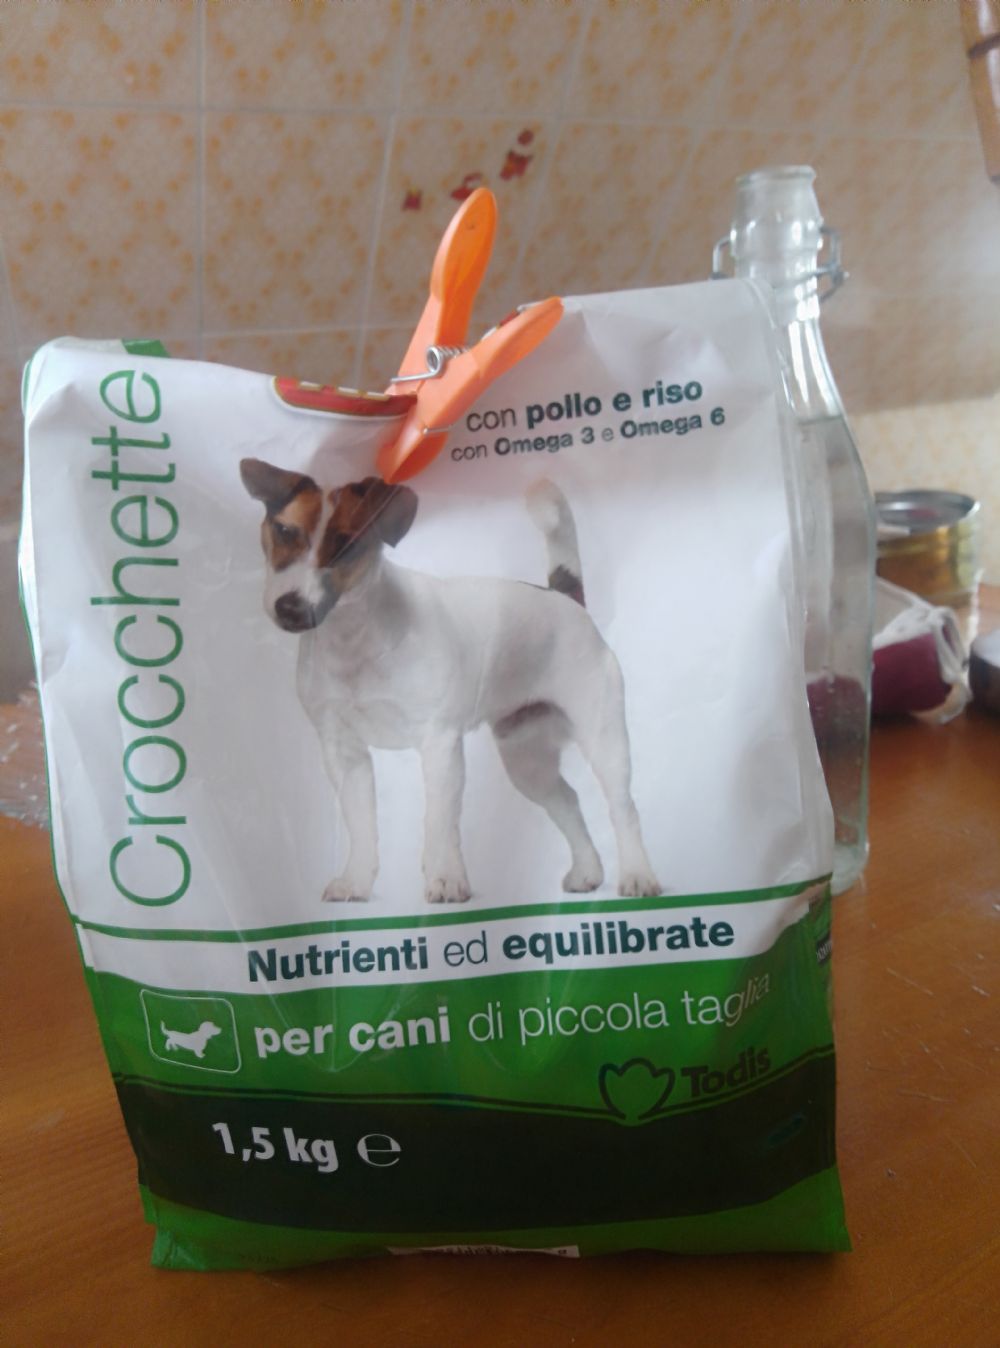 Crocchette
con pollo e riso
con Omega 3 e Omega 6
Nutrienti ed equilibrate
per cani di piccola taglia
Todis
1,5 kg e